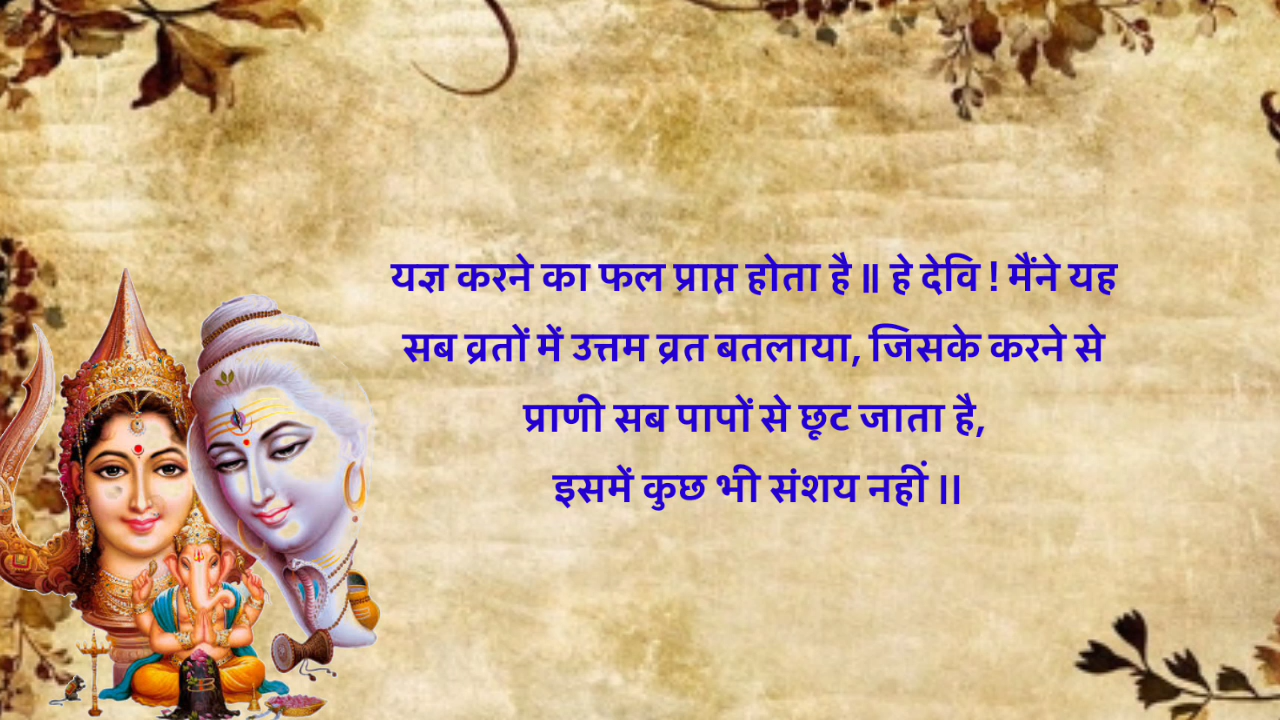 यज्ञ करने का फल प्राप्त होता है ॥ हे देवि ! मैंने यह
सब व्रतों में उत्तम व्रत बतलाया, जिसके करने से
प्राणी सब पापों से छूट जाता है,
इसमें कुछ भी संशय नहीं ।।